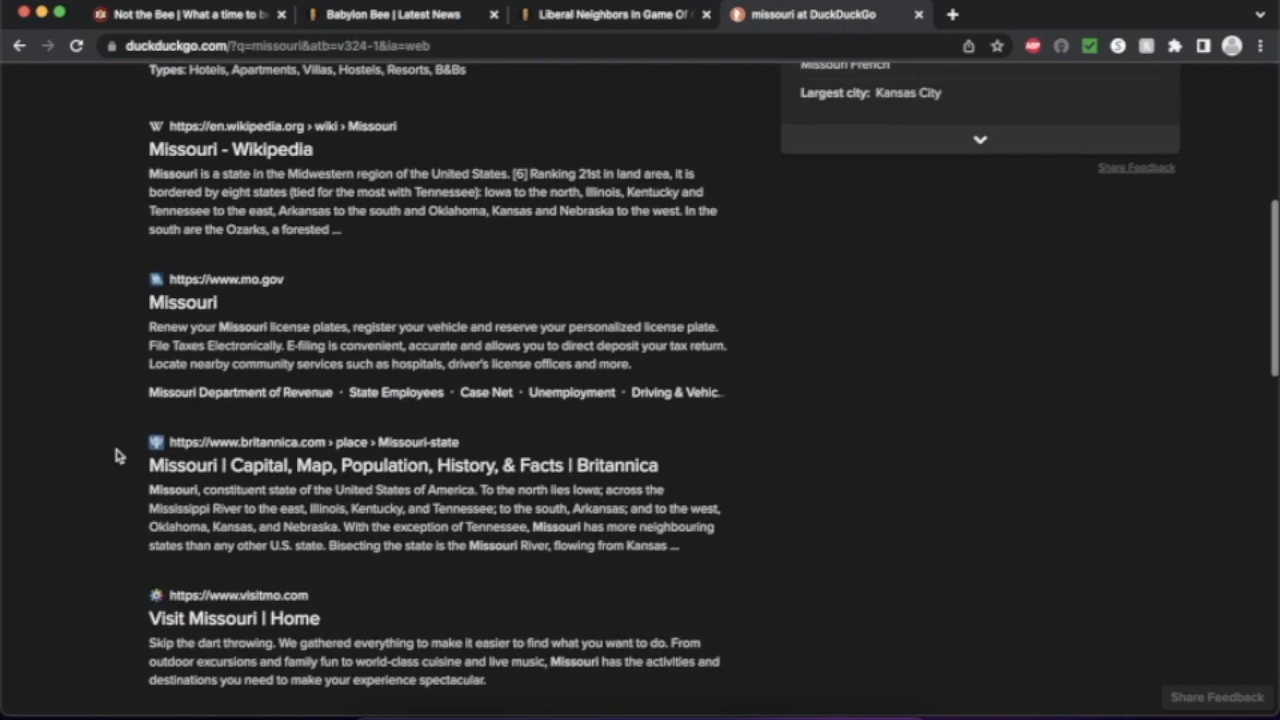 Not the Bee | What a time to b
Babylon Bee | Latest News
Liberal Neighbors In Game Of
missouri at DuckDuckGo
duckduckgo.com/?q=missouri&atb=v324-1&ia=web
Types: Hotels, Apartments, Villas, Hostels, Resorts, B&Bs
https://en.wikipedia.org › wiki › Missouri
Missouri - Wikipedia
Missouri is a state in the Midwestern region of the United States. [6] Ranking 21st in land area, it is
bordered by eight states (tied for the most with Tennessee): Iowa to the north, Illinois, Kentucky and
Tennessee to the east, Arkansas to the south and Oklahoma, Kansas and Nebraska to the west. In the
south are the Ozarks, a forested ...
https://www.mo.gov
Missouri
Renew your Missouri license plates, register your vehicle and reserve your personalized license plate.
File Taxes Electronically. E-filing is convenient, accurate and allows you to direct deposit your tax return.
Locate nearby community services such as hospitals, driver's license offices and more.
Missouri Department of Revenue · State Employees · Case Net · Unemployment · Driving & Vehic..
https://www.britannica.com › place › Missouri-state
Missouri | Capital, Map, Population, History, & Facts | Britannica
Missouri, constituent state of the United States of America. To the north lies Iowa; across the
Mississippi River to the east, Illinois, Kentucky, and Tennessee; to the south, Arkansas; and to the west,
Oklahoma, Kansas, and Nebraska. With the exception of Tennessee, Missouri has more neighbouring
states than any other U.S. state. Bisecting the state is the Missouri River, flowing from Kansas ...
https://www.visitmo.com
Visit Missouri | Home
Skip the dart throwing. We gathered everything to make it easier to find what you want to do. From
outdoor excursions and family fun to world-class cuisine and live music, Missouri has the activities and
destinations you need to make your experience spectacular.
Missouri French
Largest city: Kansas City
Share Feedback
Share Feedback